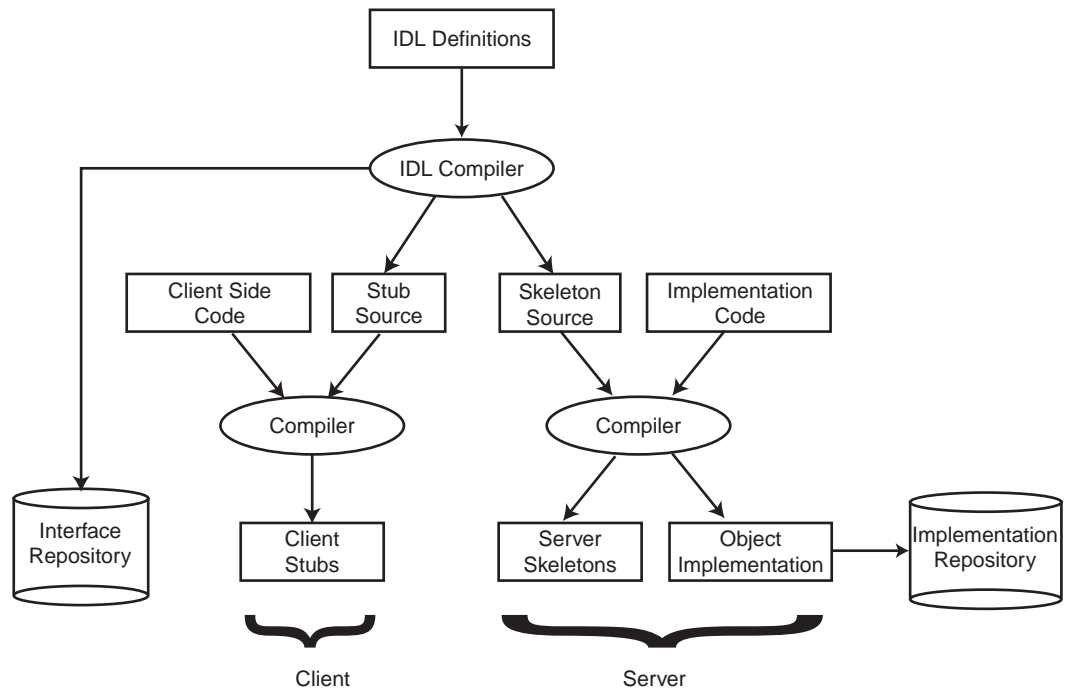 IDL Definitions
IDL Compiler
Client Side
Code
Stub
Source
Skeleton
Source
Implementation
Code
Compiler
Compiler
Interface
Repository
Client
Stubs
Server
Skeletons
Object
Implementation
Implementation
Repository
Client
Server